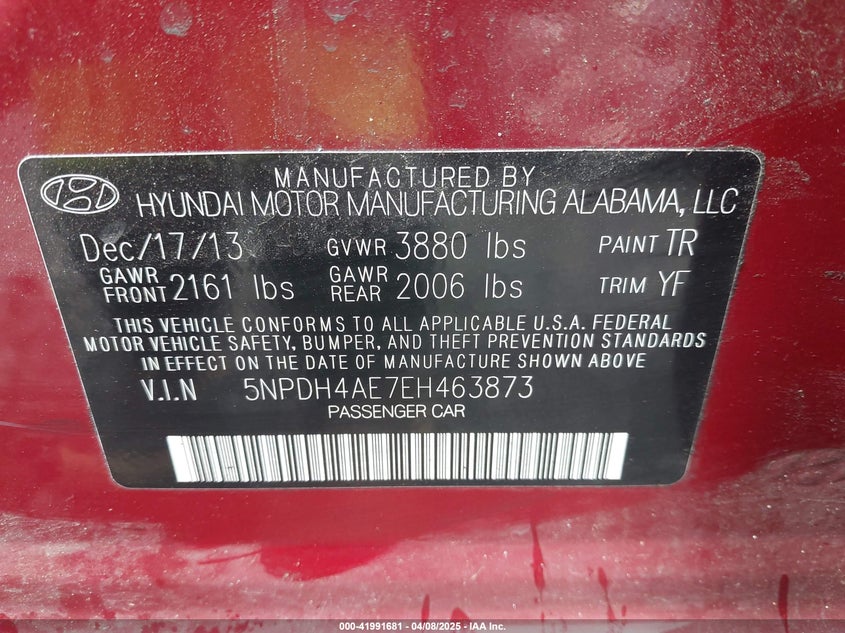 MANUFACTURED BY
HYUNDAI MOTOR MANUFACTURING ALABAMA, LLC
Dec/17/13 GVWR 3880 lbs PAINT TR
GAWR FRONT 2161 lbs GAWR REAR 2006 lbs TRIM YF
THIS VEHICLE CONFORMS TO ALL APPLICABLE U.S.A. FEDERAL
MOTOR VEHICLE SAFETY, BUMPER, AND THEFT PREVENTION STANDARDS
IN EFFECT ON THE DATE OF MANUFACTURE SHOWN ABOVE
V.I.N 5NPDH4AE7EH463873
PASSENGER CAR
000-41991681 - 04/08/2025 - IAA Inc.